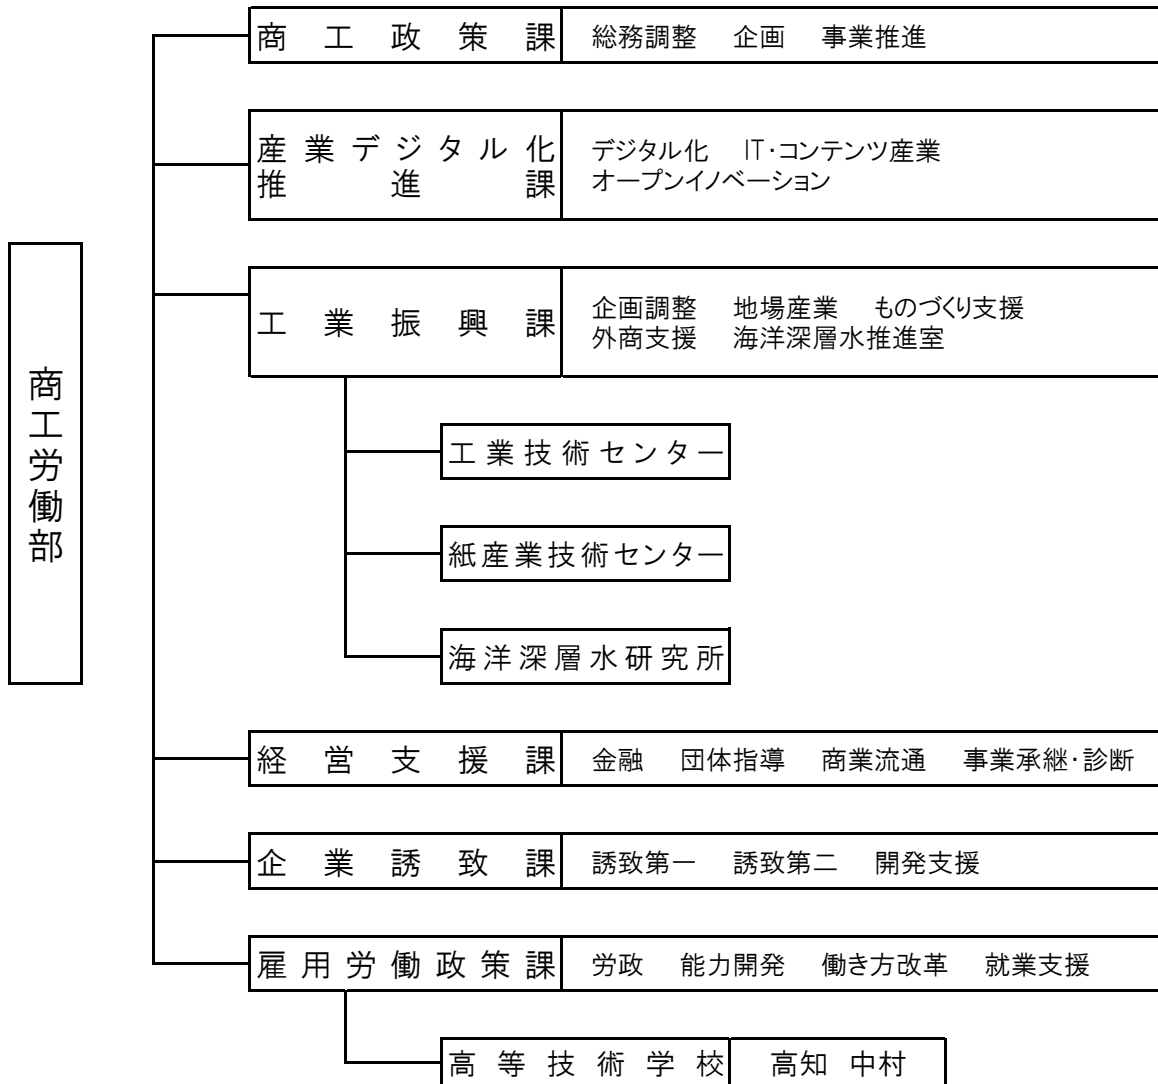 商工労働部
商工政策課 総務調整 企画 事業推進
産業デジタル化
推進課
デジタル化 IT・コンテンツ産業
オープンイノベーション
工業振興課
企画調整 地場産業 ものづくり支援
外商支援 海洋深層水推進室
工業技術センター
紙産業技術センター
海洋深層水研究所
経営支援課 金融 団体指導 商業流通 事業承継・診断
企業誘致課 誘致第一 誘致第二 開発支援
雇用労働政策課 労政 能力開発 働き方改革 就業支援
高等技術学校 高知 中村